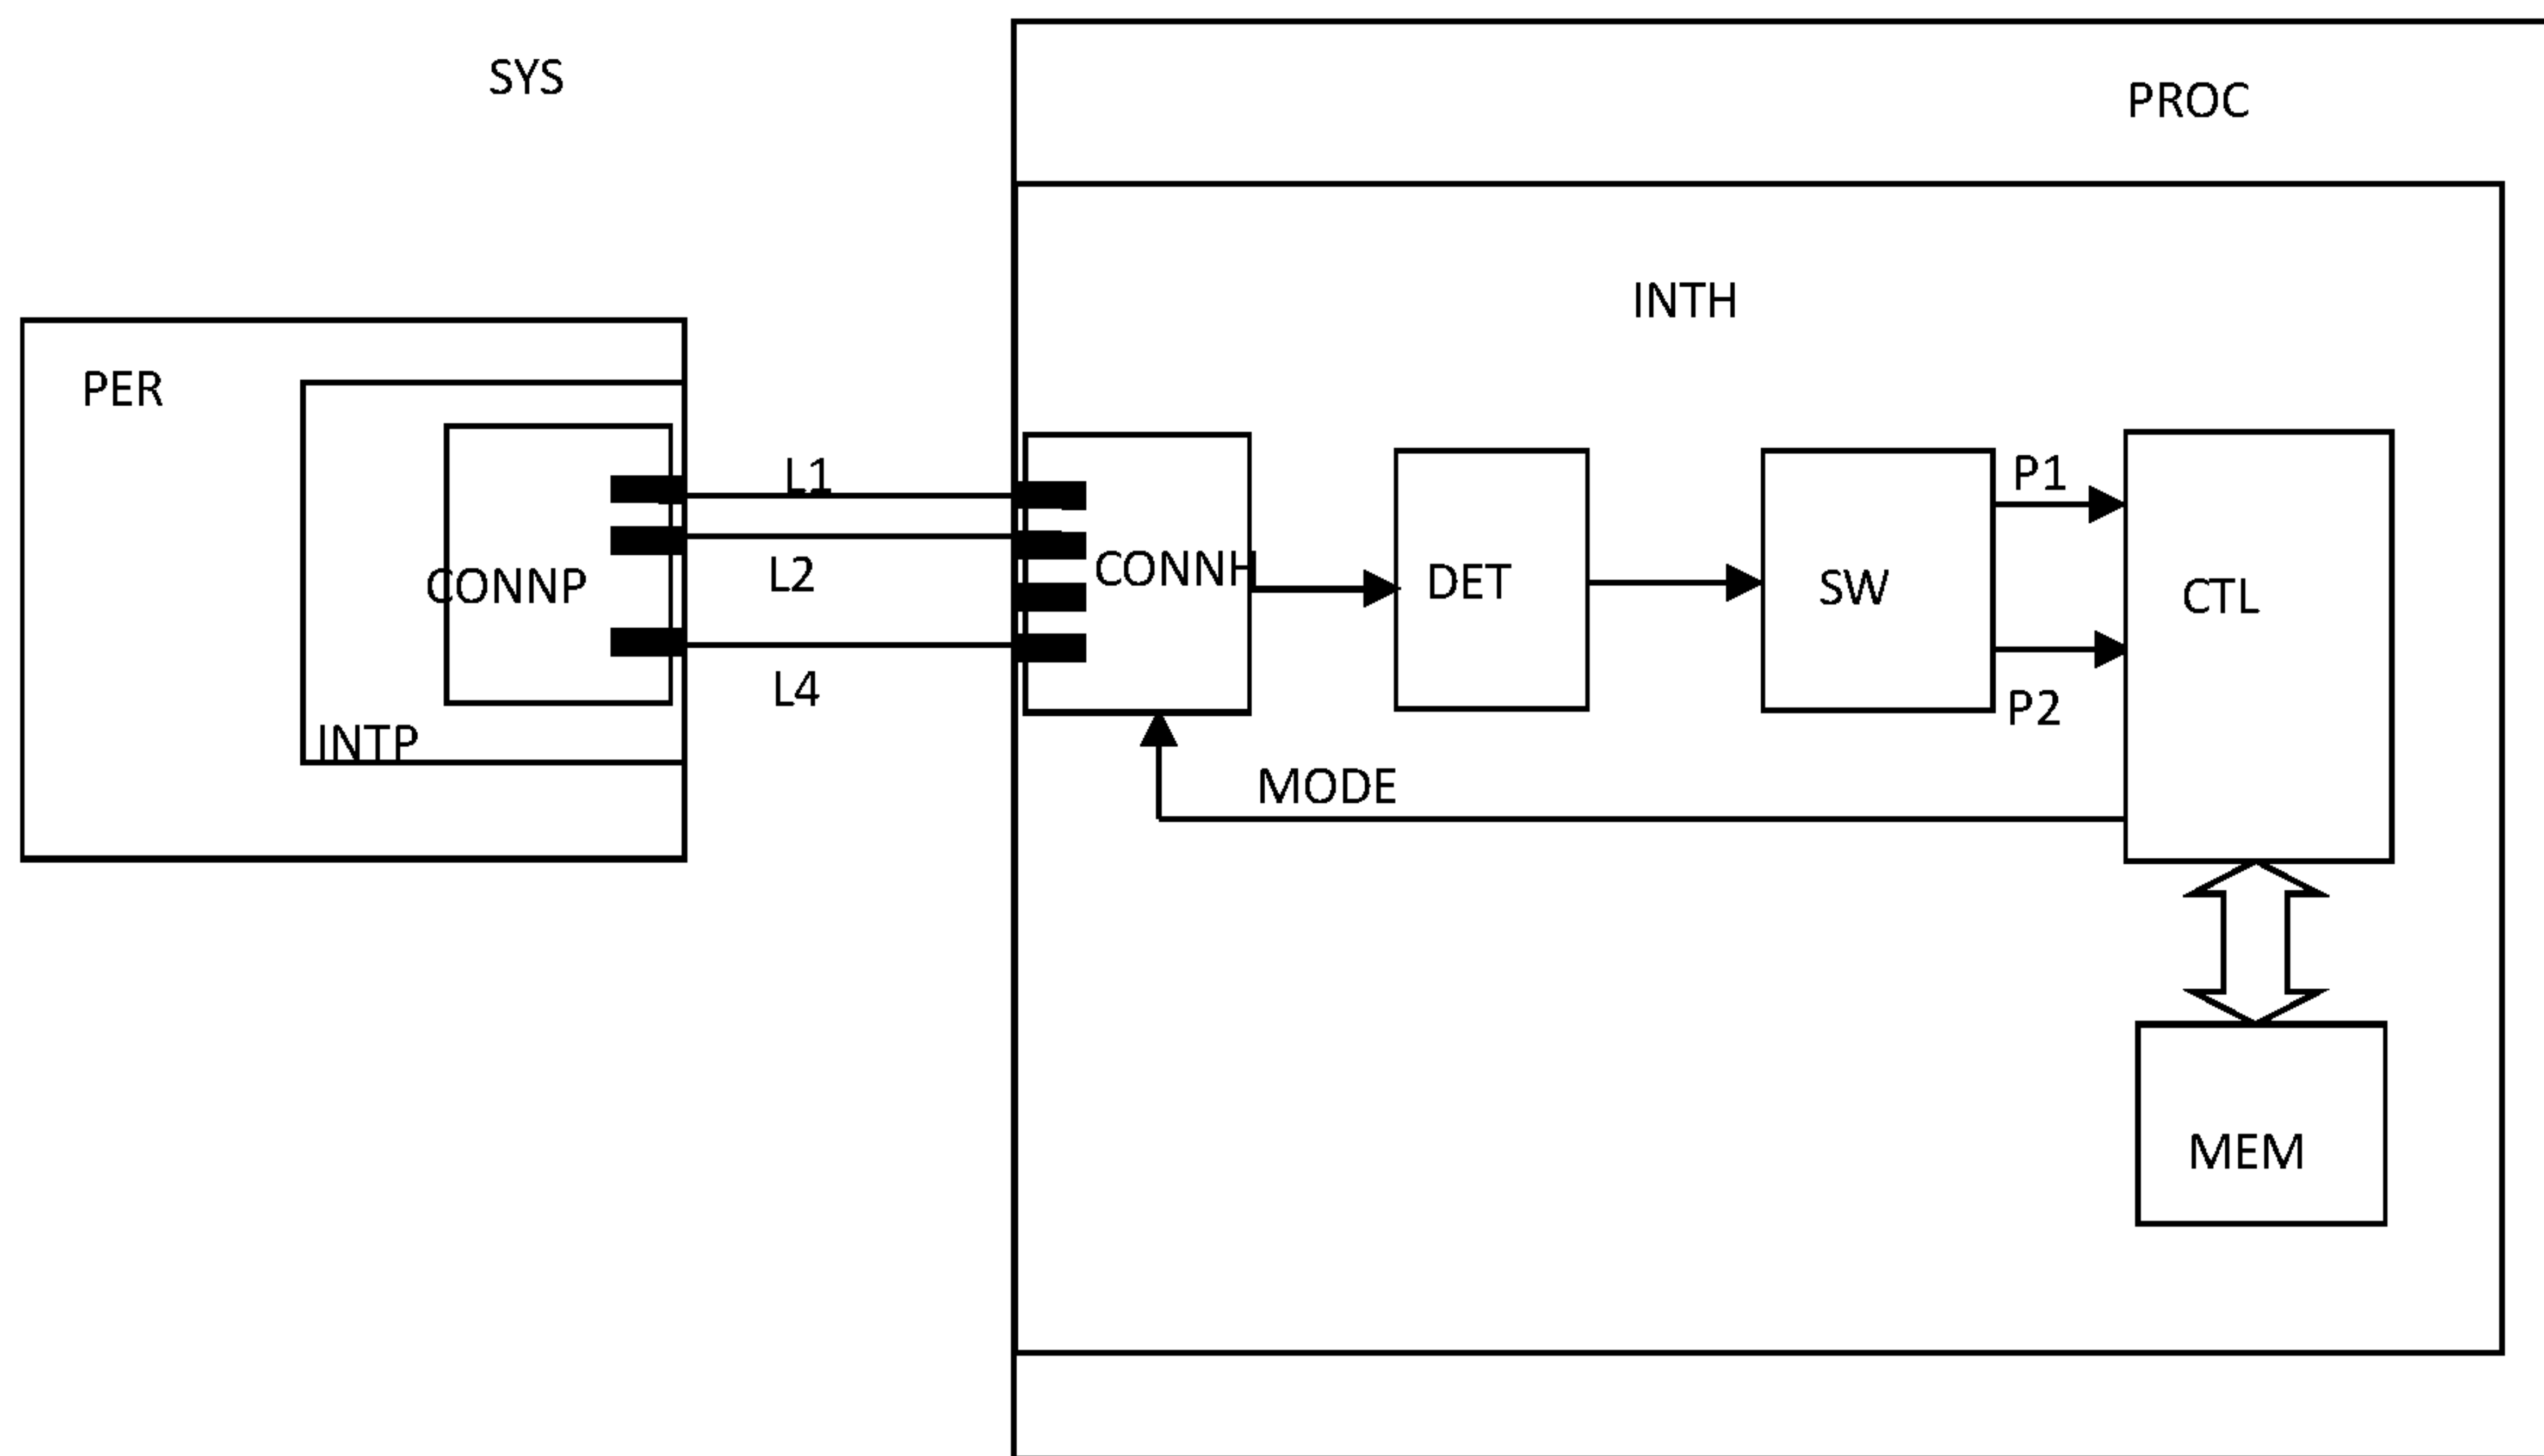 SYS
PROC
INTH
PER
L1
P1
CONNH
L2
DET
SW
CTL
CONNP
L4
P2
INTP
MODE
MEM